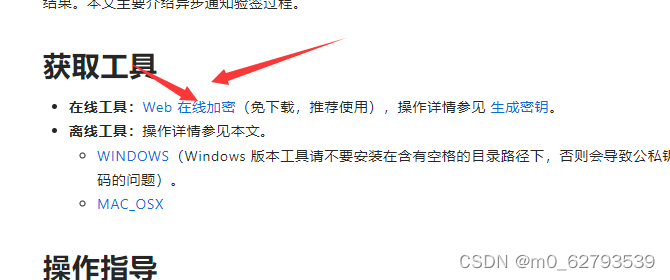 结果。本文主要介绍异步通知验签过程。
获取工具
• 在线工具：Web 在线加密（免下载，推荐使用），操作详情参见 生成密钥。
• 离线工具：操作详情参见本文。
○ WINDOWS（Windows 版本工具请不要安装在含有空格的目录路径下，否则会导致公私钥
码的问题）。
○ MAC_OSX
操作指导
CSDN @m0_62793539